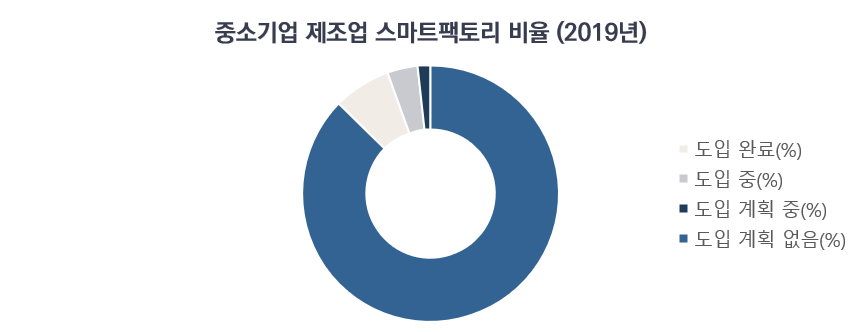 중소기업 제조업 스마트팩토리 비율 (2019년)
도입 완료(%)
도입 중(%)
도입 계획 중(%)
도입 계획 없음(%)